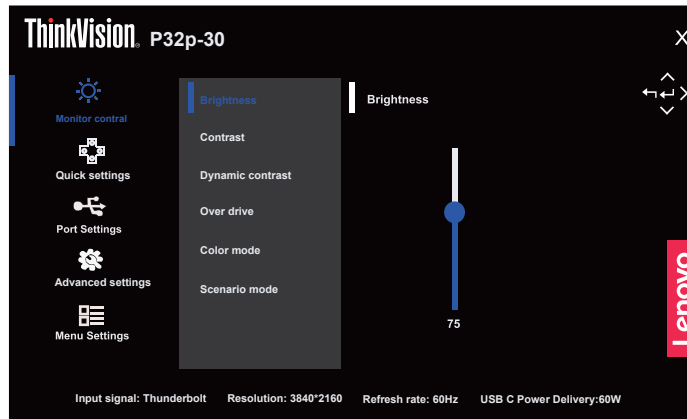 ThinkVision® P32p-30
X
Monitor contral
Quick settings
Port Settings
Advanced settings
Menu Settings
Brightness
Contrast
Dynamic contrast
Over drive
Color mode
Scenario mode
Brightness
75
Lenovo
Input signal: Thunderbolt Resolution: 3840*2160 Refresh rate: 60Hz USB C Power Delivery:60W